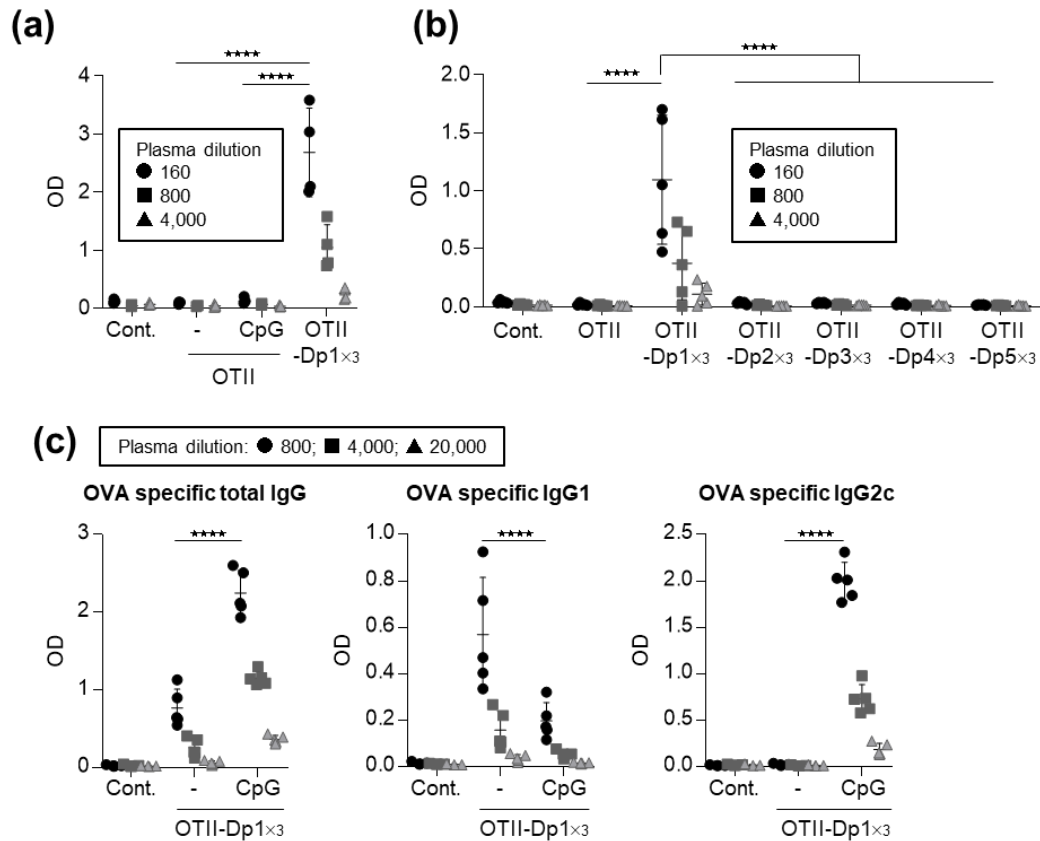 (a)
★★★★
★★★★
4
3
2
1
0
OD
Plasma dilution
160
800
4,000
Cont.
-
CpG
OTII
-Dp1×3
OTII
(b)
★★★★
★★★★
2.0
1.5
1.0
0.5
0.0
OD
Plasma dilution
160
800
4,000
Cont.
OTII
OTII
-Dp1×3
OTII
-Dp2×3
OTII
-Dp3×3
OTII
-Dp4×3
OTII
-Dp5×3
(c)
Plasma dilution: ● 800; ■ 4,000; ▲ 20,000
OVA specific total IgG
★★★★
3
2
1
0
OD
Cont.
-
CpG
OTII-Dp1×3
OVA specific IgG1
★★★★
1.0
0.8
0.6
0.4
0.2
0.0
OD
Cont.
-
CpG
OTII-Dp1×3
OVA specific IgG2c
★★★★
2.5
2.0
1.5
1.0
0.5
0.0
OD
Cont.
-
CpG
OTII-Dp1×3